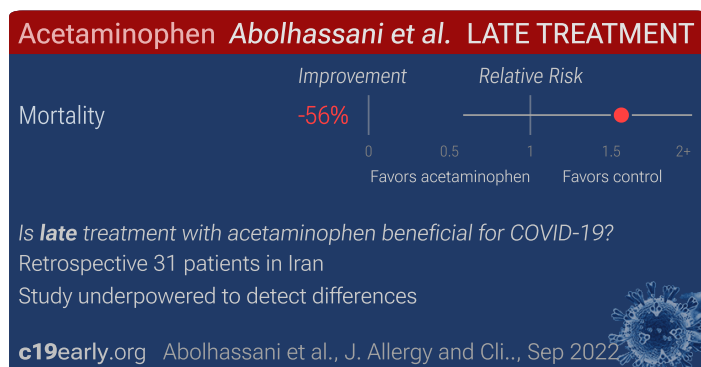 Acetaminophen Abolhassani et al. LATE TREATMENT
Improvement Relative Risk
Mortality -56%
0 0.5 1 1.5 2+
Favors acetaminophen Favors control
Is late treatment with acetaminophen beneficial for COVID-19?
Retrospective 31 patients in Iran
Study underpowered to detect differences
c19early.org Abolhassani et al., J. Allergy and Cli.., Sep 2022